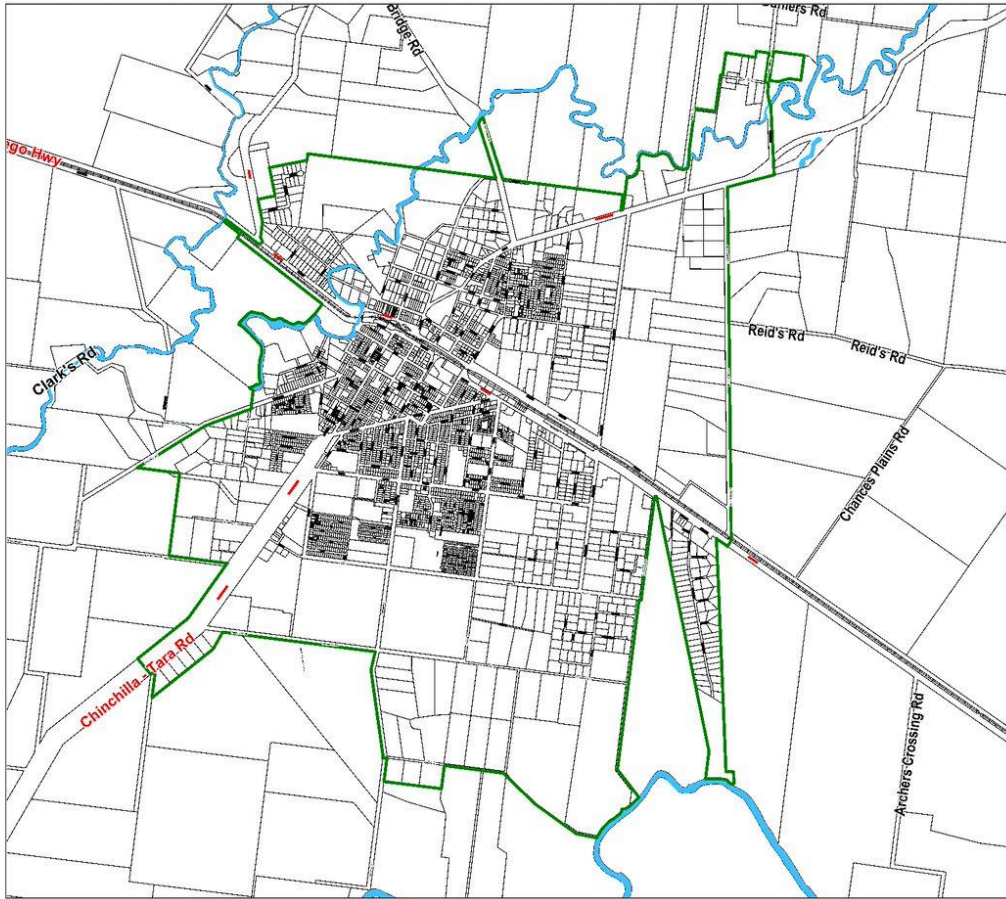 Bridge Rd
ego Hwy
Clark's Rd
Reid's Rd
Reid's Rd
Chances Plains Rd
Chinchilla - Tara Rd
Archers Crossing Rd